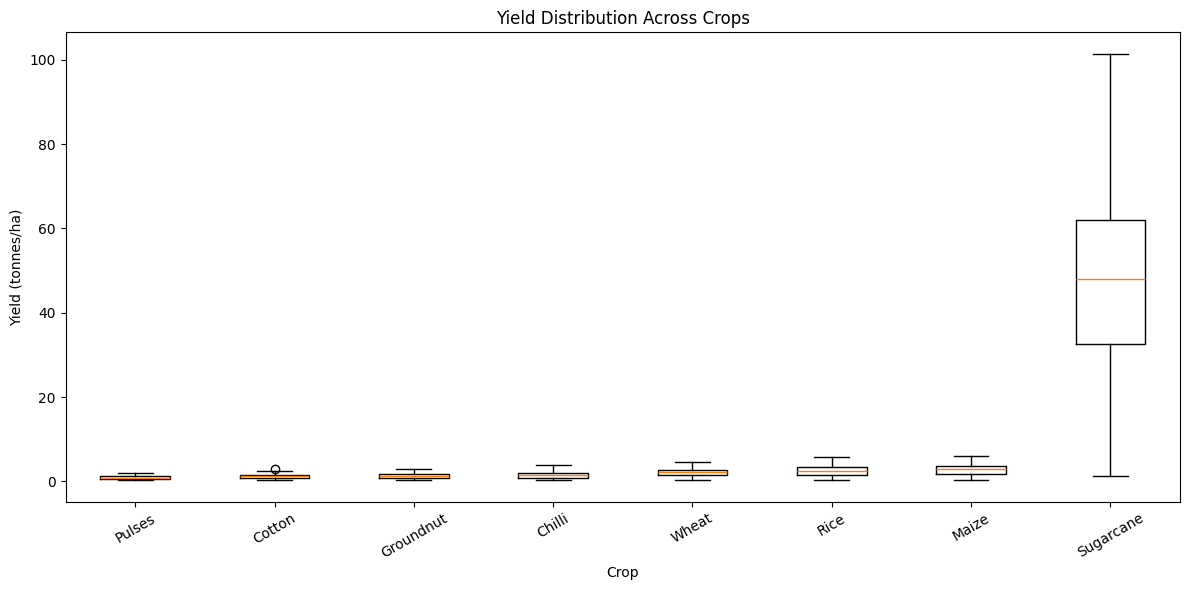 Yield Distribution Across Crops
Yield (tonnes/ha)
100
80
60
40
20
0
Pulses
Cotton
Groundnut
Chilli
Wheat
Rice
Maize
Sugarcane
Crop